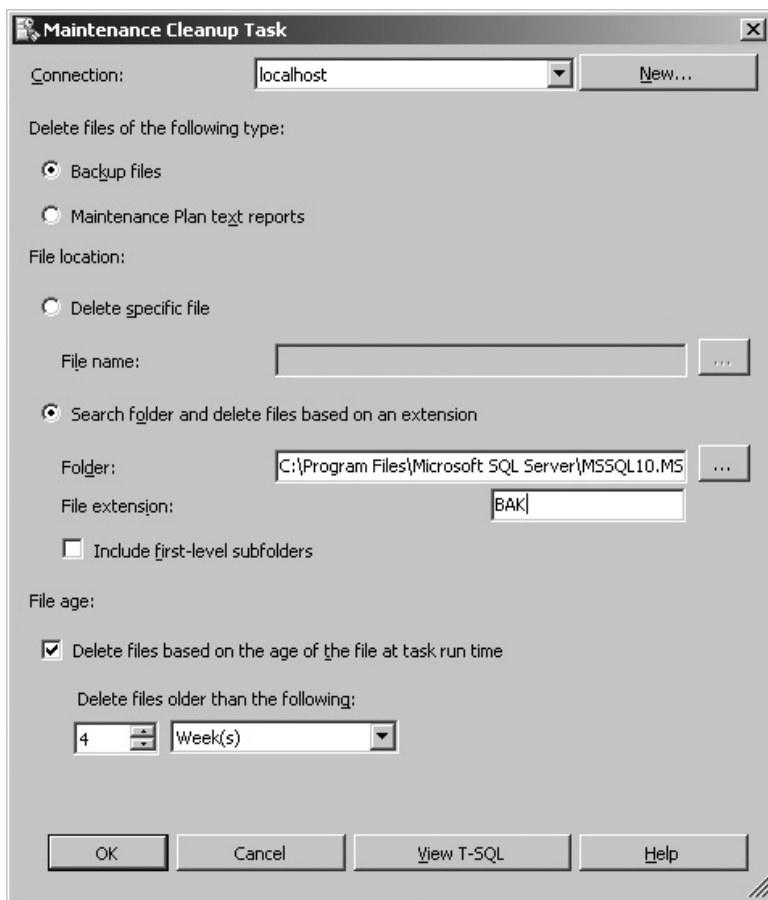 Maintenance Cleanup Task
Connection: localhost New...
Delete files of the following type:
Backup files
Maintenance Plan text reports
File location:
Delete specific file
File name: ...
Search folder and delete files based on an extension
Folder: C:\Program Files\Microsoft SQL Server\MSSQL10.MS ...
File extension: BAK
Include first-level subfolders
File age:
Delete files based on the age of the file at task run time
Delete files older than the following:
4 Week(s)
OK Cancel View T-SQL Help